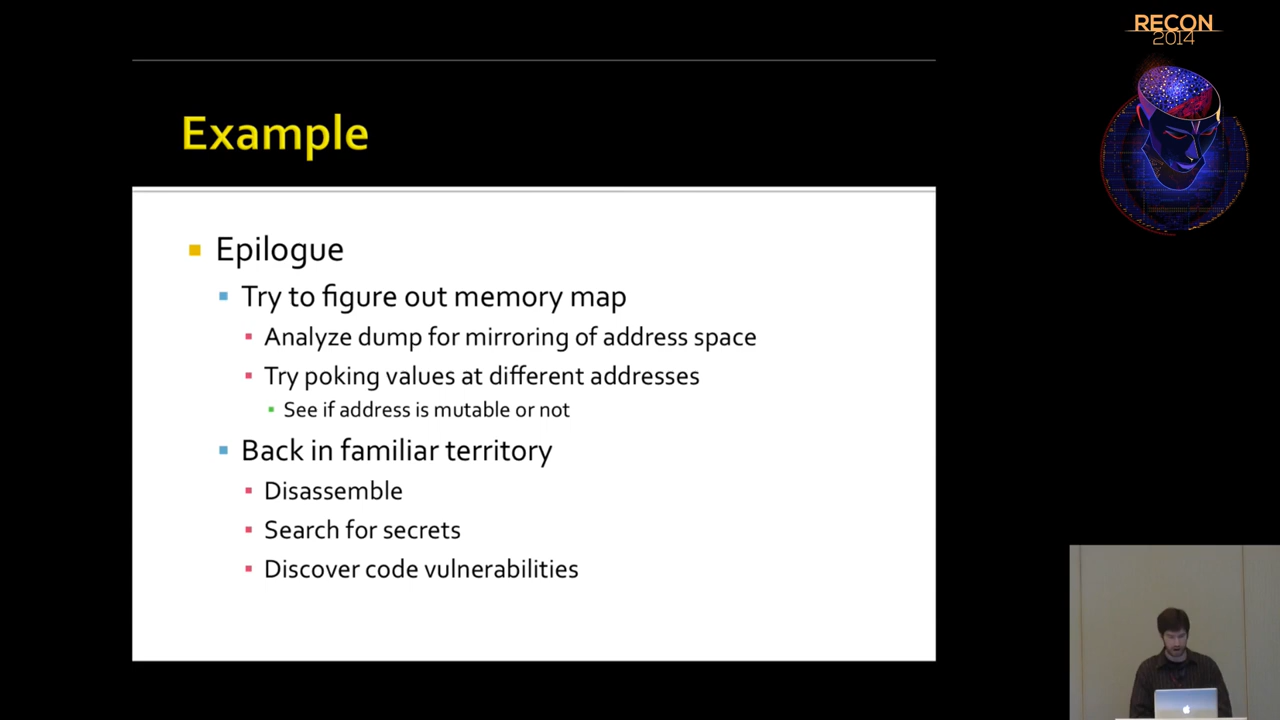 RECON
2014
Example
Epilogue
Try to figure out memory map
Analyze dump for mirroring of address space
Try poking values at different addresses
See if address is mutable or not
Back in familiar territory
Disassemble
Search for secrets
Discover code vulnerabilities